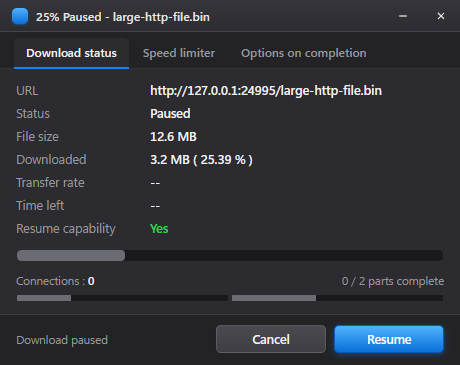 25% Paused - large-http-file.bin
Download status Speed limiter Options on completion
URL http://127.0.0.1:24995/large-http-file.bin
Status Paused
File size 12.6 MB
Downloaded 3.2 MB ( 25.39 % )
Transfer rate --
Time left --
Resume capability Yes
Connections : 0 0 / 2 parts complete
Download paused Cancel Resume